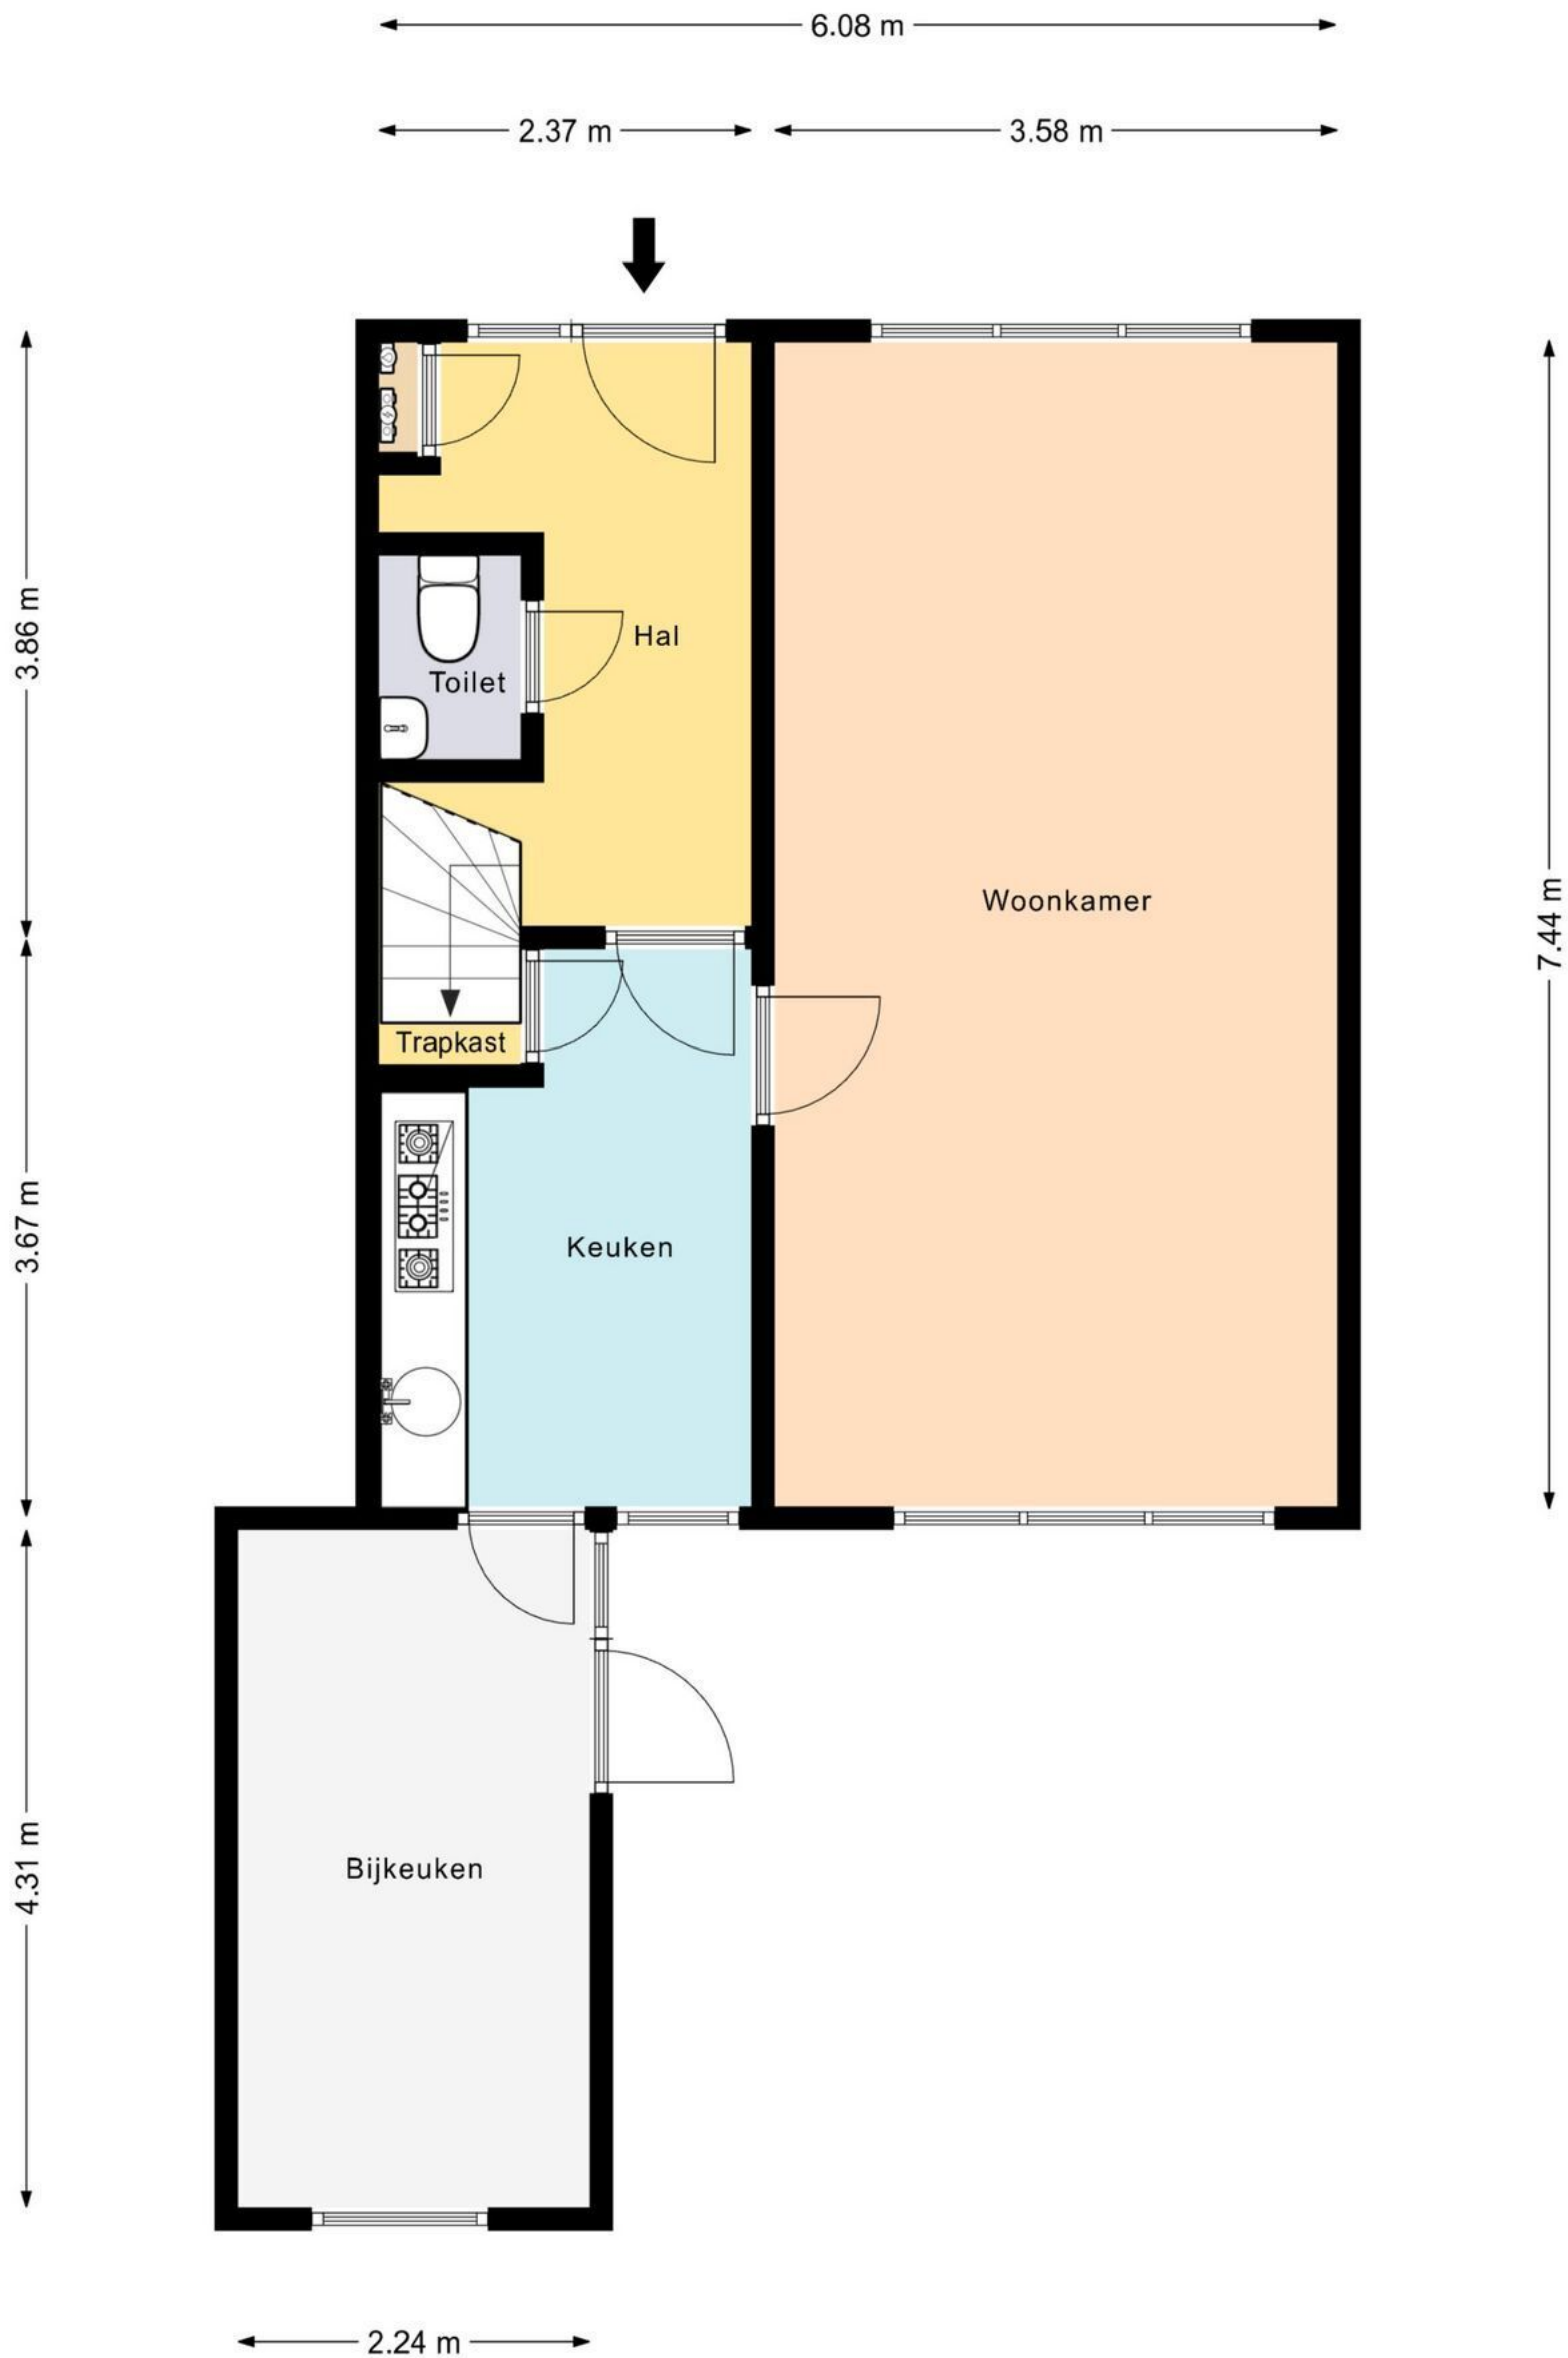 6.08 m
2.37 m
3.58 m
3.86 m
Hal
Toilet
Woonkamer
7.44 m
Trapkast
3.67 m
Keuken
4.31 m
Bijkeuken
2.24 m